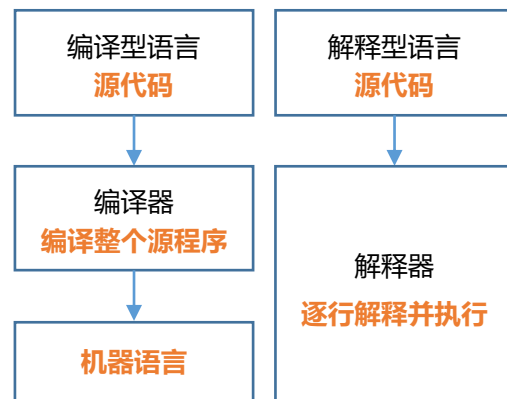 编译型语言
源代码
编译器
编译整个源程序
机器语言
解释型语言
源代码
解释器
逐行解释并执行